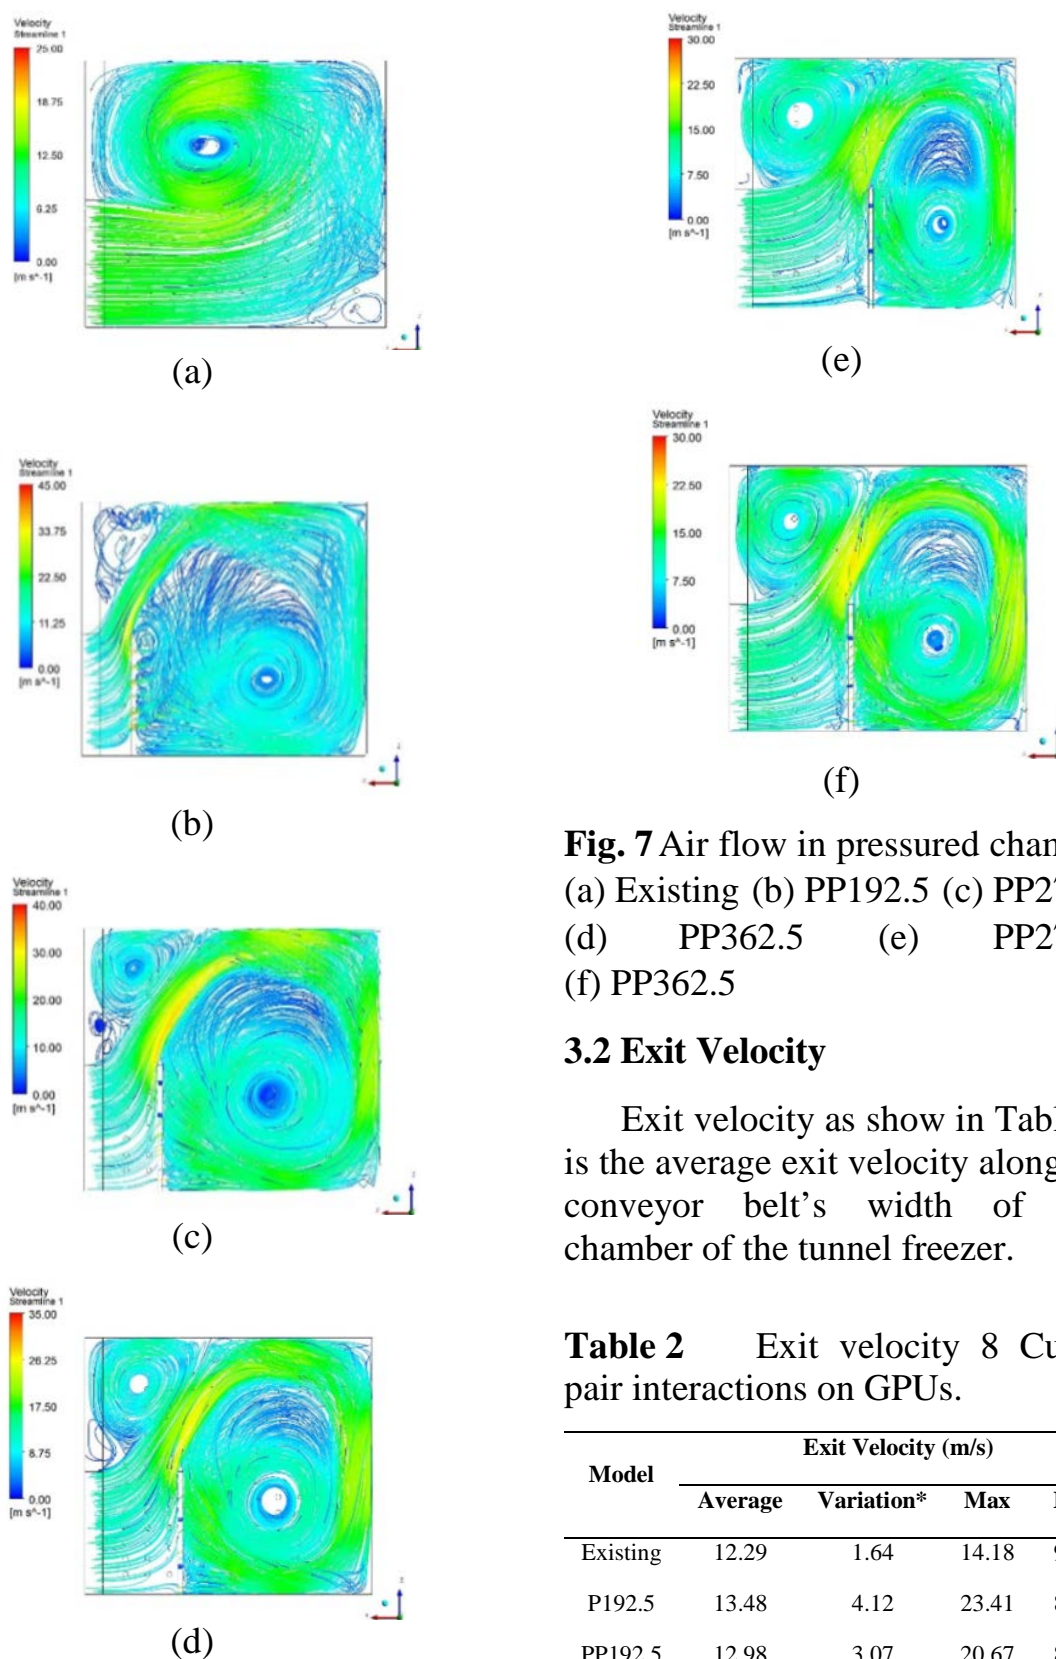 Velocity
Streamline 1
25.00
18.75
12.50
6.25
0.00
[m s^-1]
(a)
Velocity
Streamline 1
45.00
33.75
22.50
11.25
0.00
[m s^-1]
(b)
Velocity
Streamline 1
40.00
30.00
20.00
10.00
0.00
[m s^-1]
(c)
Velocity
Streamline 1
35.00
26.25
17.50
8.75
0.00
[m s^-1]
(d)
Velocity
Streamline 1
30.00
22.50
15.00
7.50
0.00
[m s^-1]
(e)
Velocity
Streamline 1
30.00
22.50
15.00
7.50
0.00
[m s^-1]
(f)
Fig. 7 Air flow in pressured cham
(a) Existing (b) PP192.5 (c) PP27
(d) PP362.5 (e) PP27
(f) PP362.5
3.2 Exit Velocity
Exit velocity as show in Tabl
is the average exit velocity along
conveyor belt's width of
chamber of the tunnel freezer.
Table 2 Exit velocity 8 Cu
pair interactions on GPUs.
Exit Velocity (m/s)
Model
Average Variation* Max
Existing 12.29 1.64 14.18
P192.5 13.48 4.12 23.41
PP192.5 12.98 3.07 20.67